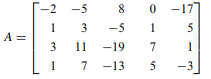 A = [ −2 −5 8 0 −17
1 3 −5 1 5
3 11 −19 7 1
1 7 −13 5 −3 ]